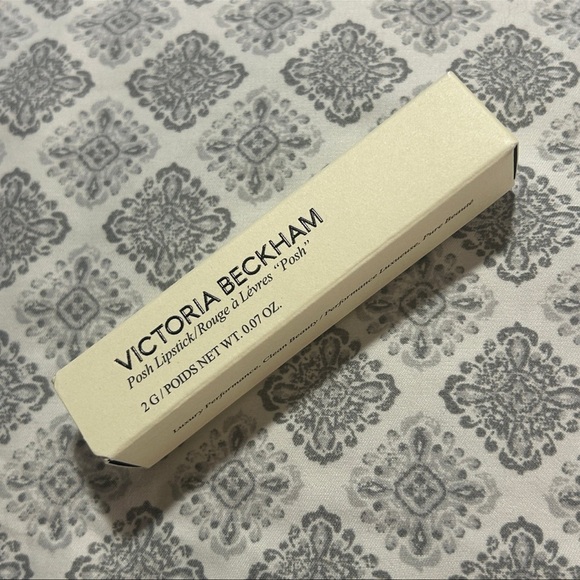 VICTORIA BECKHAM
Posh Lipstick/Rouge à Lèvres "Posh"
2 G / POIDS NET WT. 0.07 OZ.
Luxury Performance. Clean Beauty / Performance Luxueuse. Pure Beauté